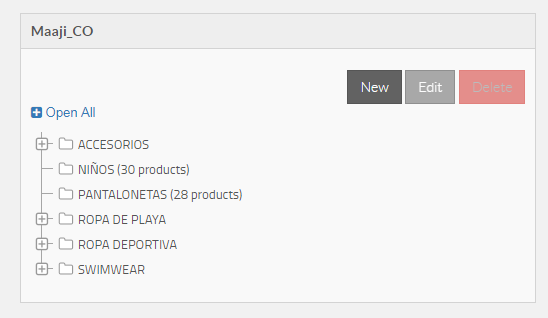 Maaji_CO
New Edit Delete
Open All
ACCESORIOS
NIÑOS (30 products)
PANTALONETAS (28 products)
ROPA DE PLAYA
ROPA DEPORTIVA
SWIMWEAR